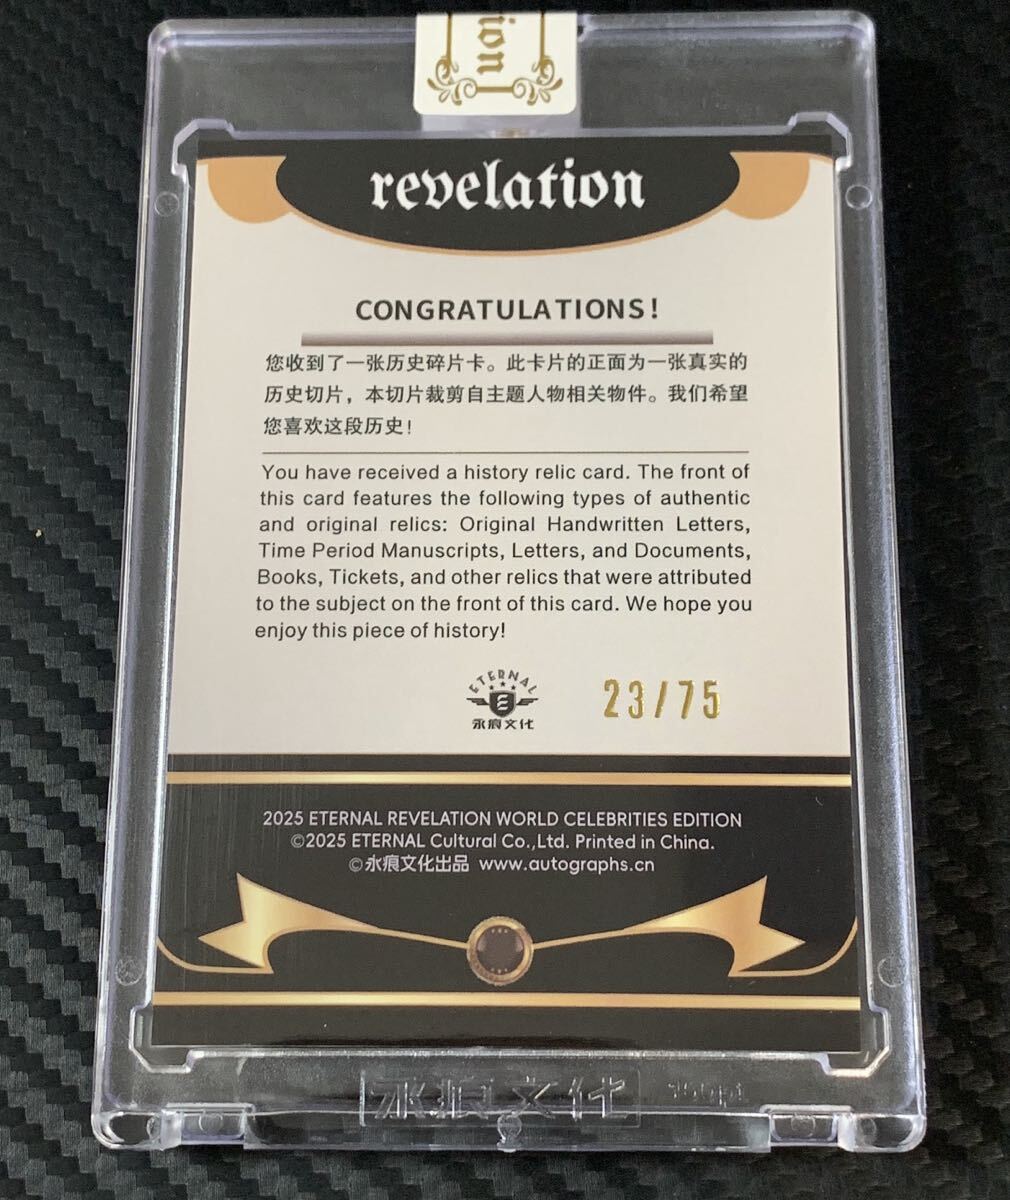 ion
revelation
CONGRATULATIONS!
您收到了一张历史碎片卡。此卡片的正面为一张真实的
历史切片，本切片裁剪自主题人物相关物件。我们希望
您喜欢这段历史!
You have received a history relic card. The front of
this card features the following types of authentic
and original relics: Original Handwritten Letters,
Time Period Manuscripts, Letters, and Documents,
Books, Tickets, and other relics that were attributed
to the subject on the front of this card. We hope you
enjoy this piece of history!
ETERNAL
永痕文化
23/75
2025 ETERNAL REVELATION WORLD CELEBRITIES EDITION
©2025 ETERNAL Cultural Co.,Ltd. Printed in China.
©永痕文化出品 www.autographs.cn
永痕文化